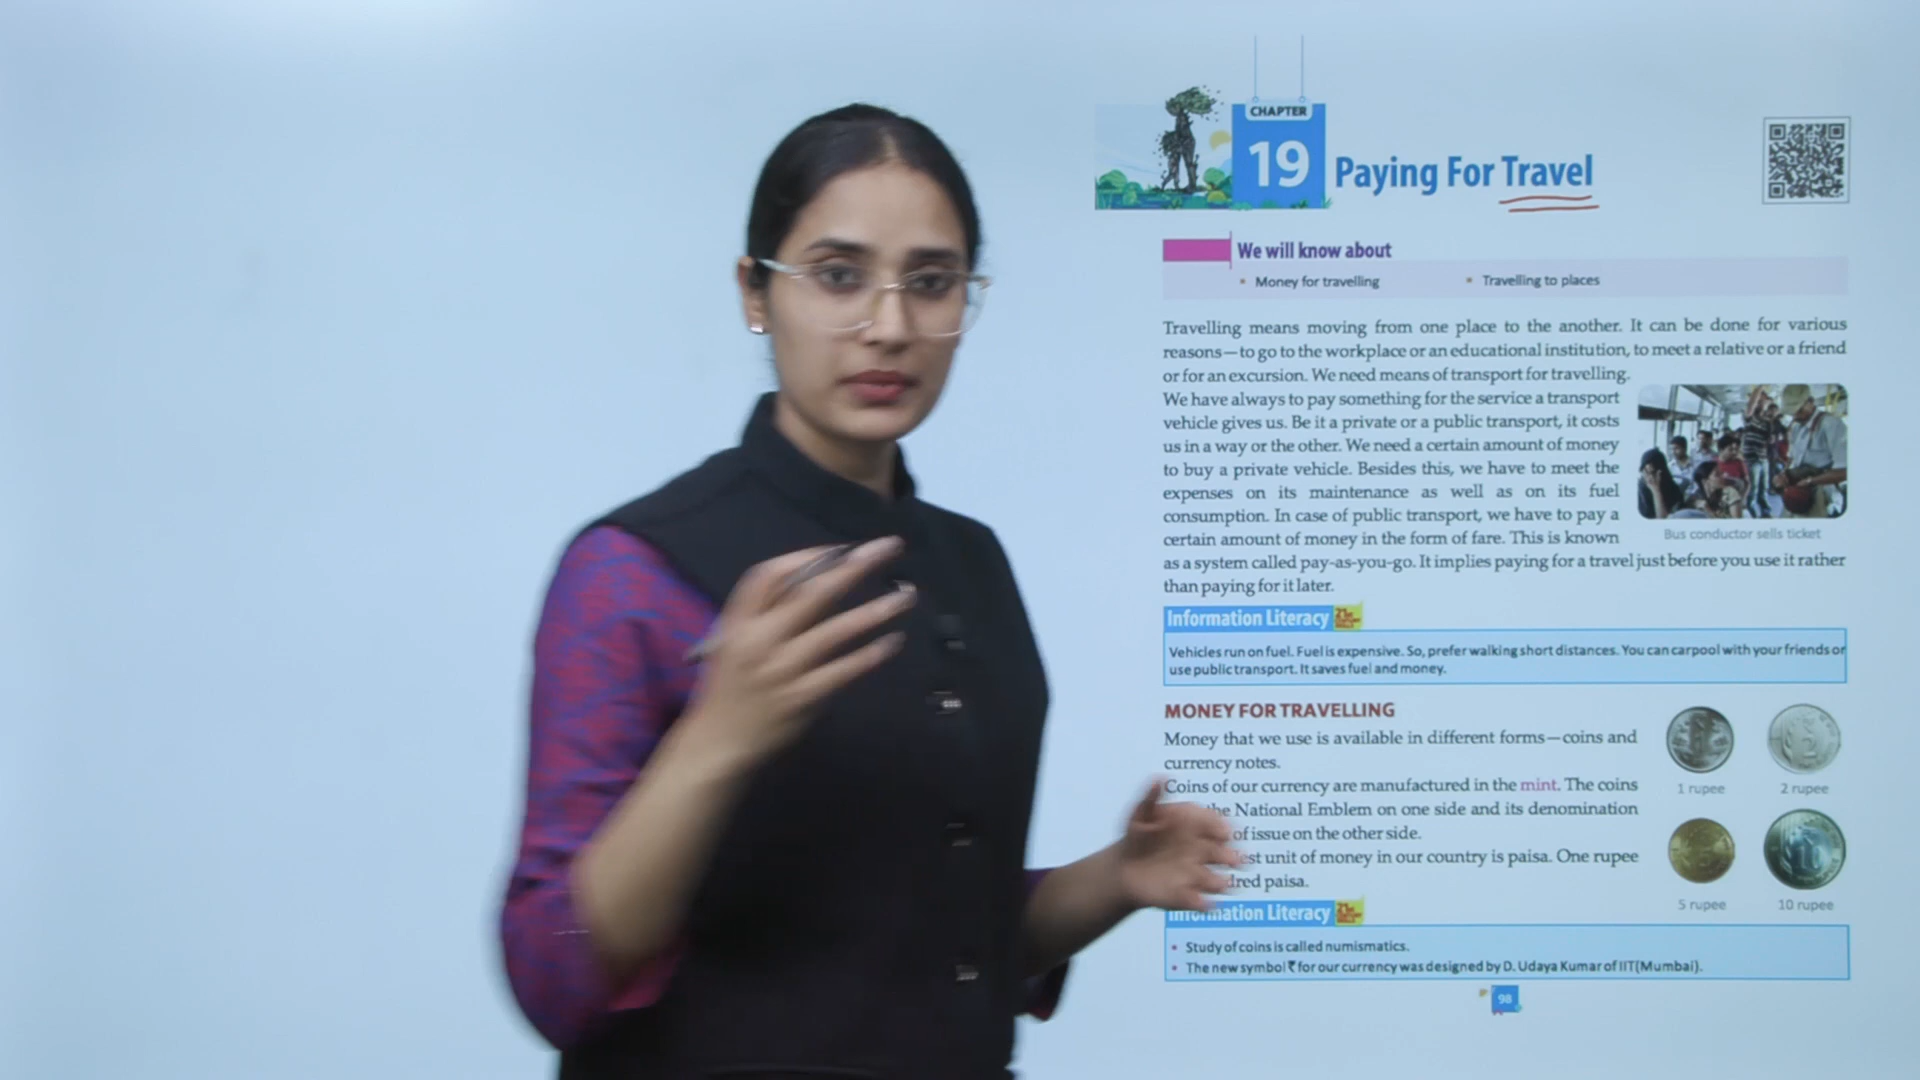 CHAPTER
19 Paying For Travel
We will know about
• Money for travelling • Travelling to places
Travelling means moving from one place to the another. It can be done for various
reasons—to go to the workplace or an educational institution, to meet a relative or a friend
or for an excursion. We need means of transport for travelling.
We have always to pay something for the service a transport
vehicle gives us. Be it a private or a public transport, it costs
us in a way or the other. We need a certain amount of money
to buy a private vehicle. Besides this, we have to meet the
expenses on its maintenance as well as on its fuel
consumption. In case of public transport, we have to pay a
certain amount of money in the form of fare. This is known
as a system called pay-as-you-go. It implies paying for a travel just before you use it rather
than paying for it later.
Bus conductor sells ticket
Information Literacy
Vehicles run on fuel. Fuel is expensive. So, prefer walking short distances. You can carpool with your friends or
use public transport. It saves fuel and money.
MONEY FOR TRAVELLING
Money that we use is available in different forms—coins and
currency notes.
Coins of our currency are manufactured in the mint. The coins
National Emblem on one side and its denomination
of issue on the other side.
unit of money in our country is paisa. One rupee
paisa.
1 rupee 2 rupee
5 rupee 10 rupee
Information Literacy
• Study of coins is called numismatics.
• The new symbol ₹ for our currency was designed by D. Udaya Kumar of IIT(Mumbai).
98